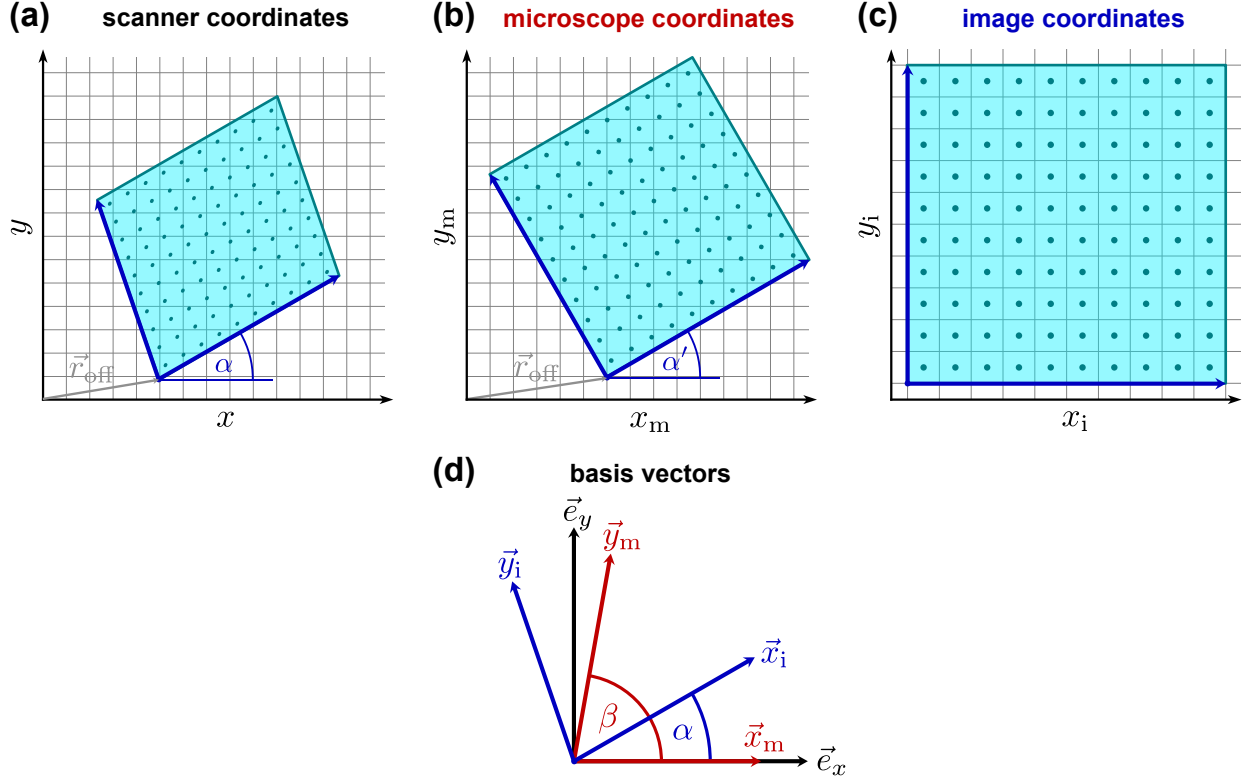 (a) scanner coordinates
y
r⃗off
α
x
(b) microscope coordinates
ym
r⃗off
α′
xm
(c) image coordinates
yi
xi
(d) basis vectors
e⃗y
y⃗m
y⃗i
x⃗i
β
α
x⃗m
e⃗x